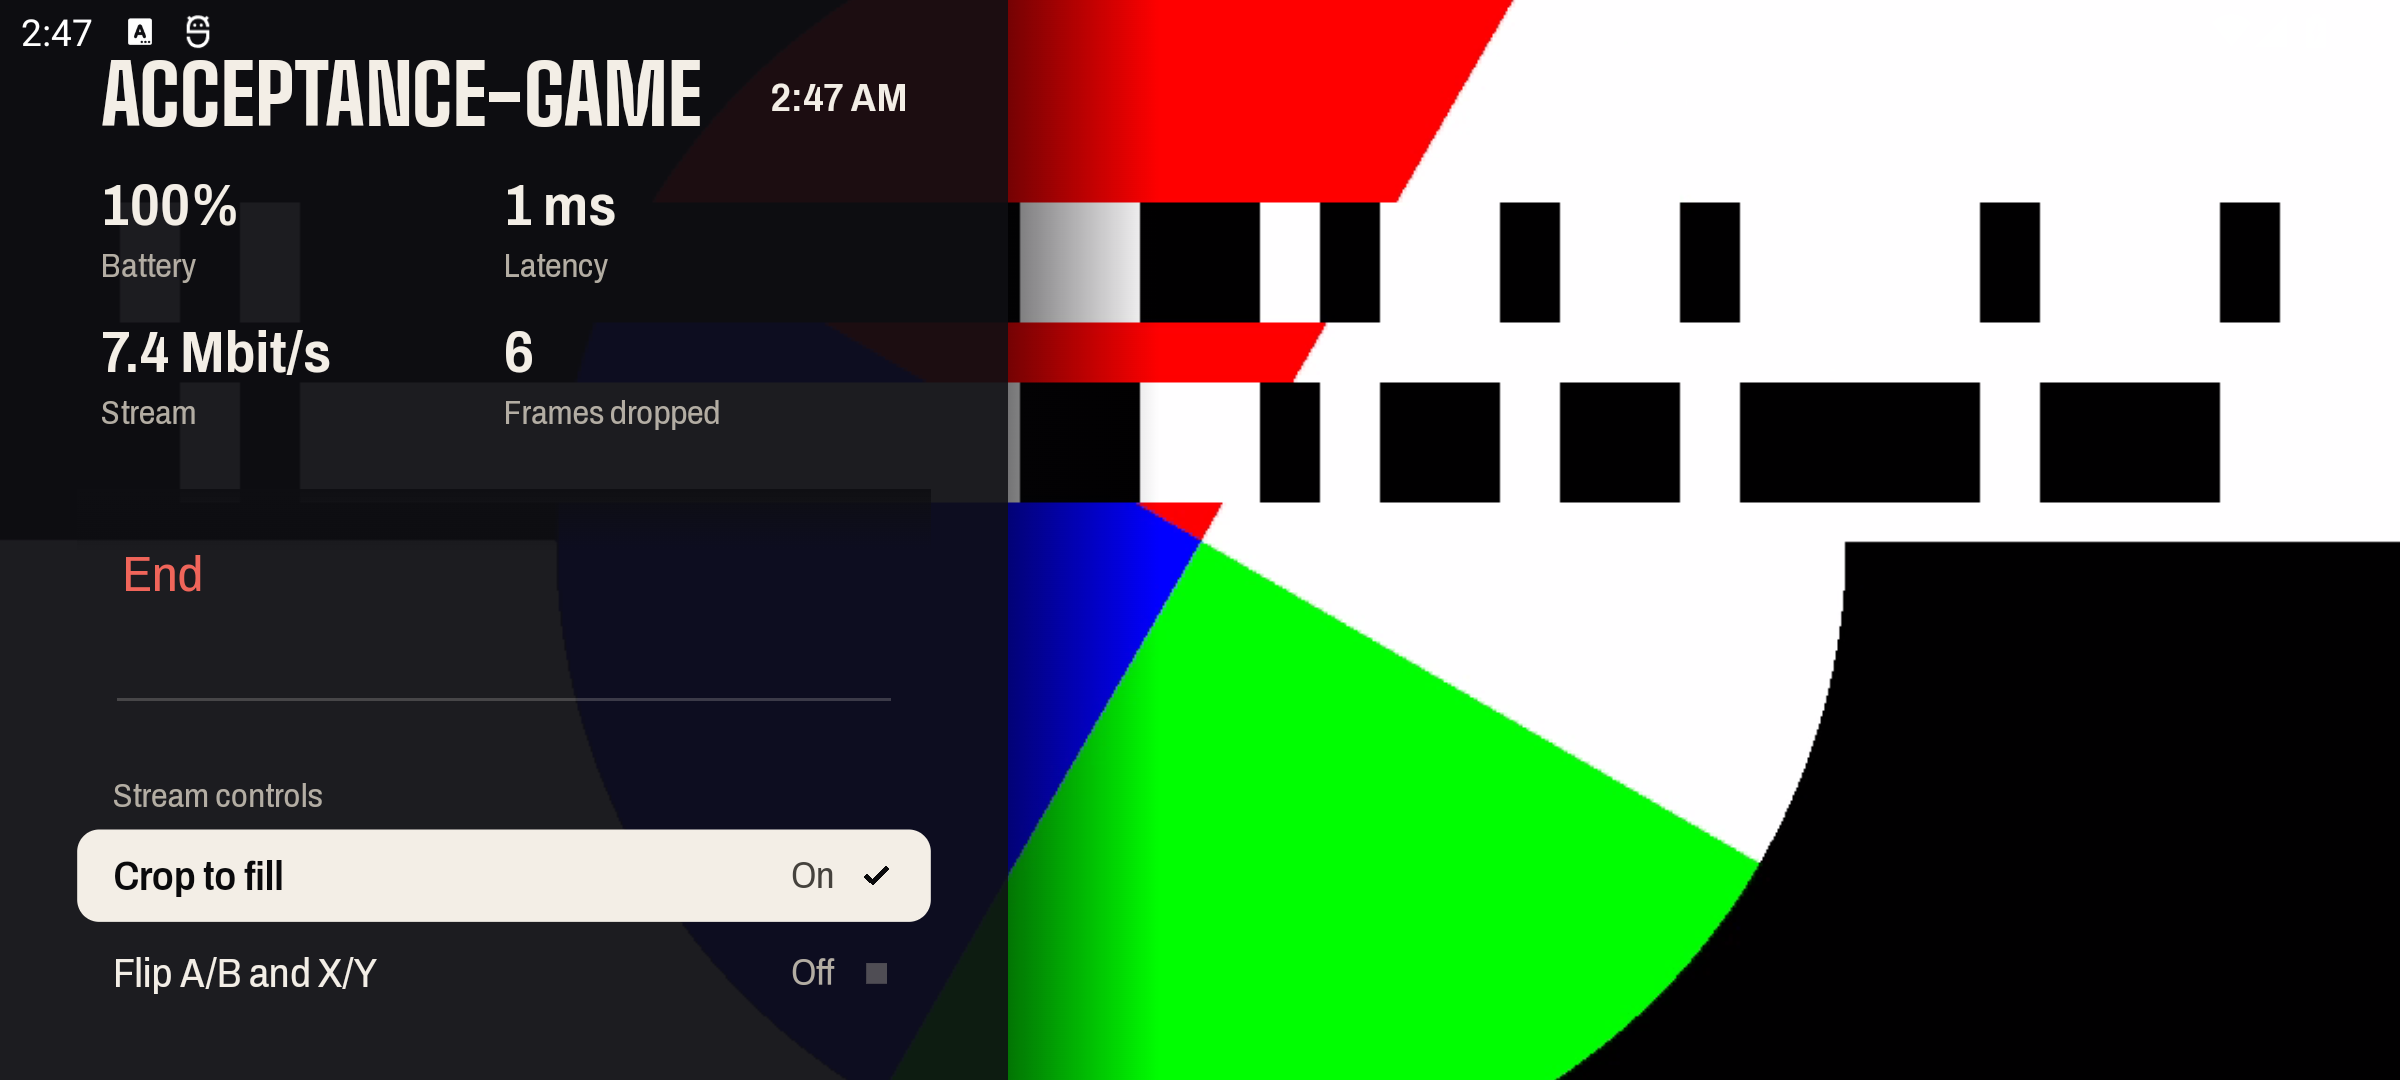 2:47
ACCEPTANCE-GAME
2:47 AM
100%
Battery
1 ms
Latency
7.4 Mbit/s
Stream
6
Frames dropped
End
Stream controls
Crop to fill
On
Flip A/B and X/Y
Off